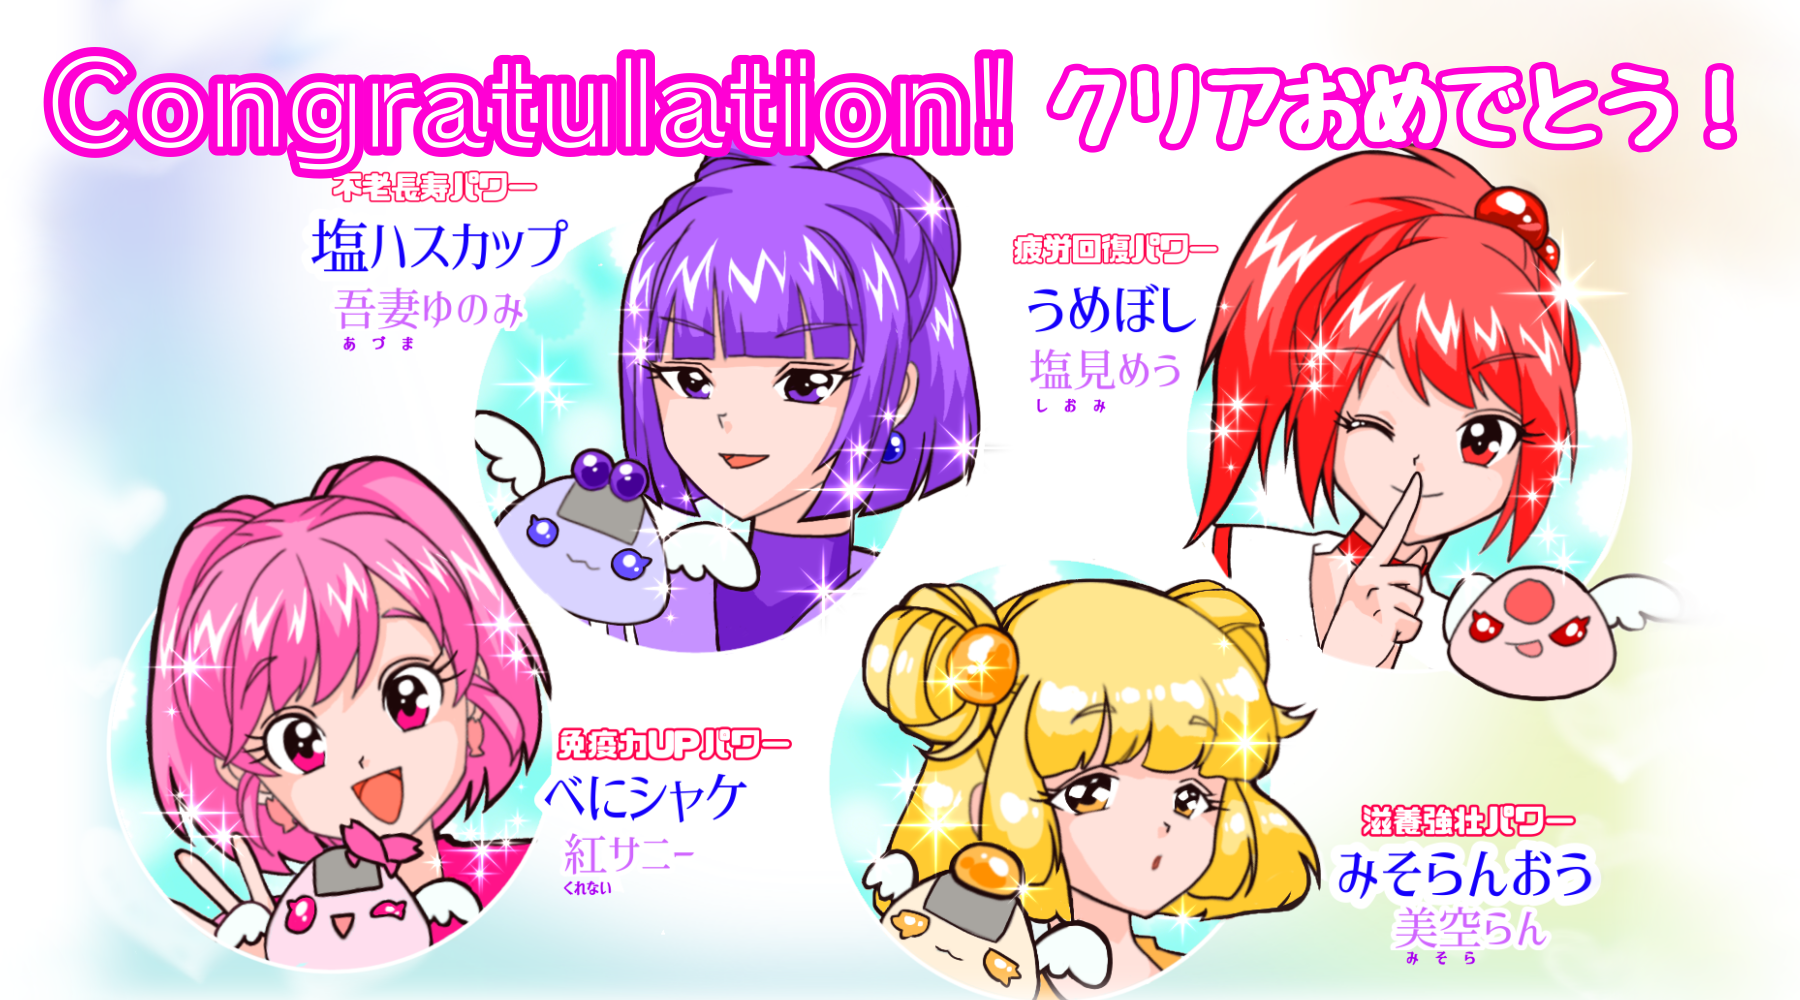 Congratulation!! クリアおめでとう！
不老長寿パワー
塩ハスカップ
吾妻ゆのみ
あづま
疲労回復パワー
うめぼし
塩見めう
しおみ
免疫力UPパワー
べにシャケ
紅サニー
くれない
滋養強壮パワー
みそらんおう
美空らん
みそら